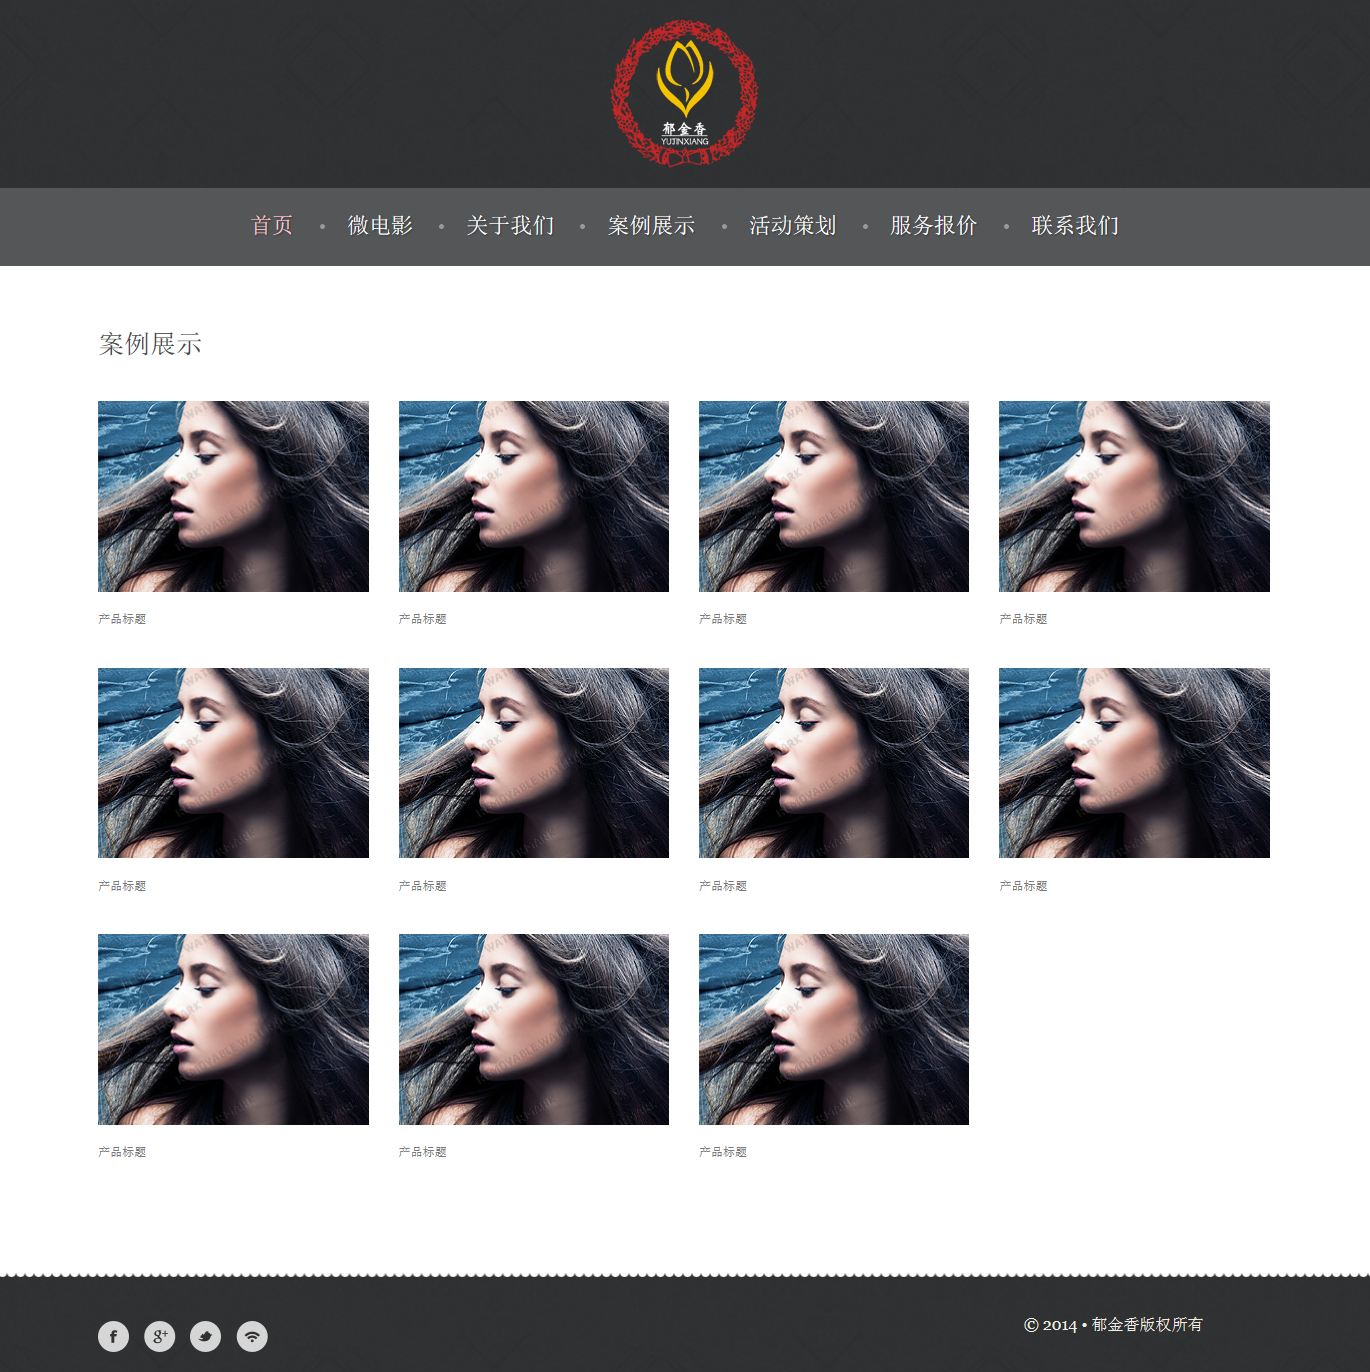 郁金香
YUJINXIANG
首页 • 微电影 • 关于我们 • 案例展示 • 活动策划 • 服务报价 • 联系我们
案例展示
产品标题 产品标题 产品标题 产品标题
产品标题 产品标题 产品标题 产品标题
产品标题 产品标题 产品标题
© 2014 • 郁金香版权所有